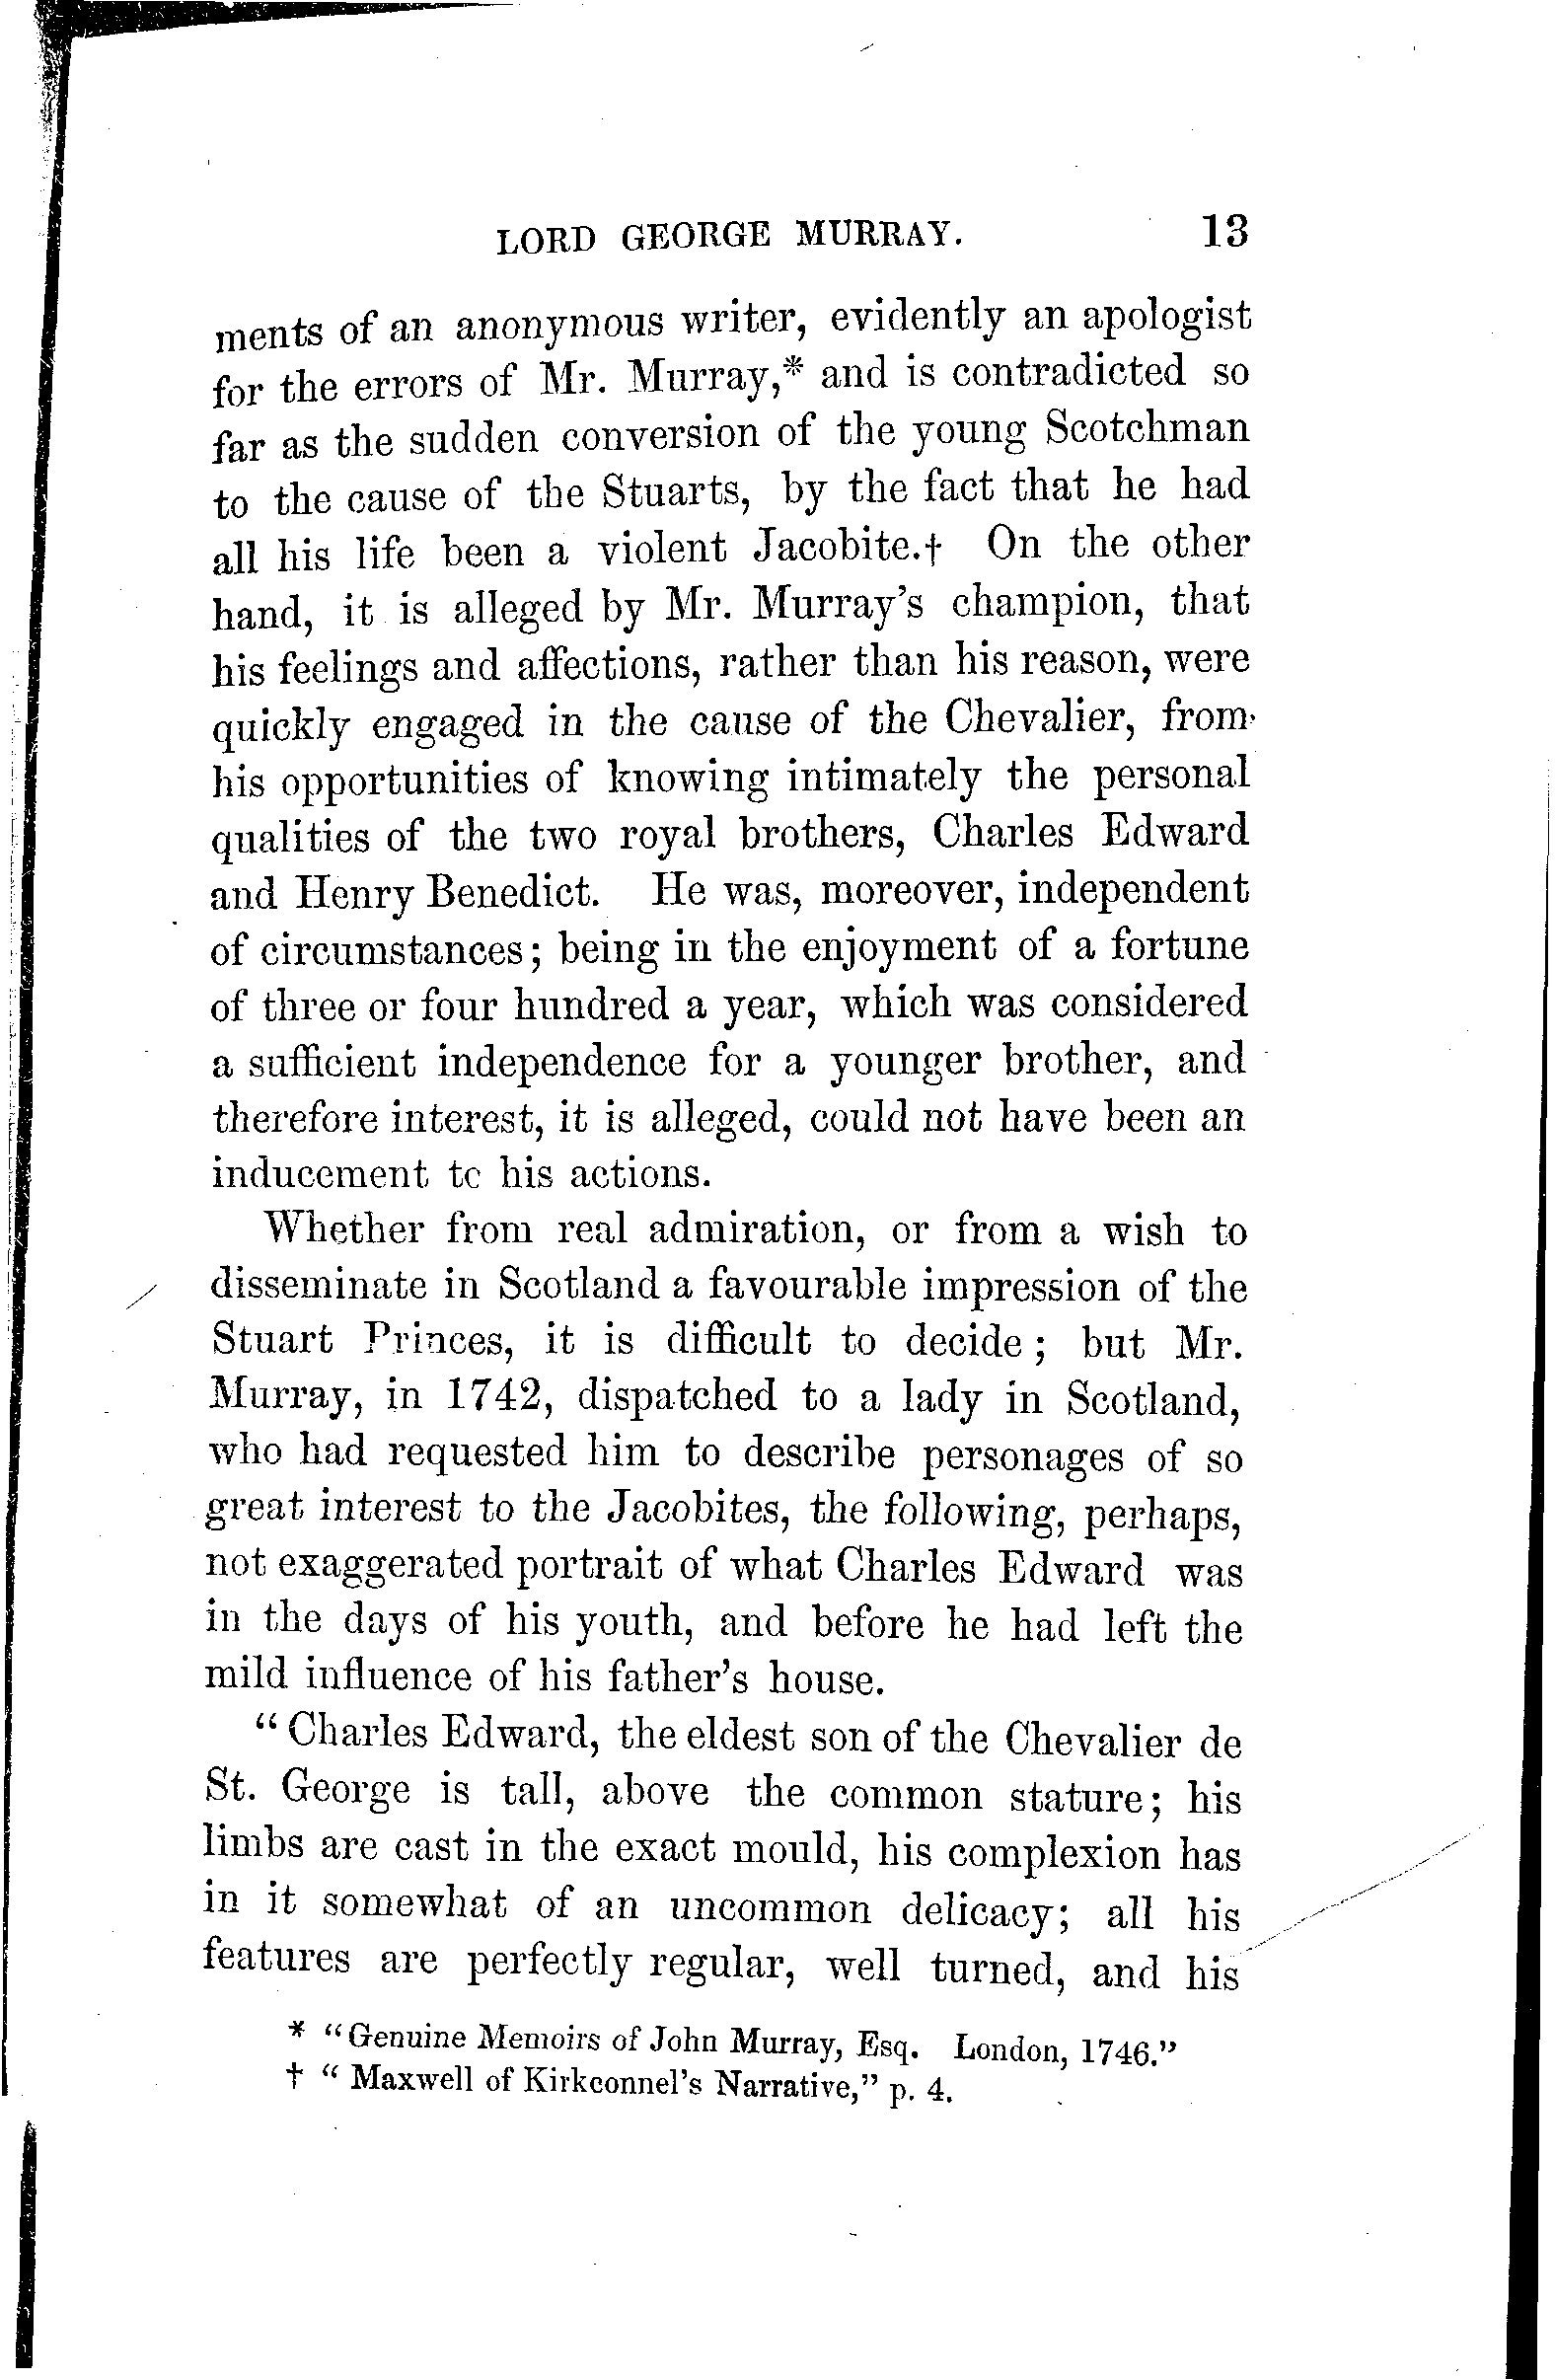 LORD GEORGE MURRAY. 13
ments of an anonymous writer, evidently an apologist
for the errors of Mr. Murray,* and is contradicted so
far as the sudden conversion of the young Scotchman
to the cause of the Stuarts, by the fact that he had
all his life been a violent Jacobite.† On the other
hand, it is alleged by Mr. Murray's champion, that
his feelings and affections, rather than his reason, were
quickly engaged in the cause of the Chevalier, from
his opportunities of knowing intimately the personal
qualities of the two royal brothers, Charles Edward
and Henry Benedict. He was, moreover, independent
of circumstances; being in the enjoyment of a fortune
of three or four hundred a year, which was considered
a sufficient independence for a younger brother, and
therefore interest, it is alleged, could not have been an
inducement to his actions.
Whether from real admiration, or from a wish to
disseminate in Scotland a favourable impression of the
Stuart Princes, it is difficult to decide; but Mr.
Murray, in 1742, dispatched to a lady in Scotland,
who had requested him to describe personages of so
great interest to the Jacobites, the following, perhaps,
not exaggerated portrait of what Charles Edward was
in the days of his youth, and before he had left the
mild influence of his father's house.
"Charles Edward, the eldest son of the Chevalier de
St. George is tall, above the common stature; his
limbs are cast in the exact mould, his complexion has
in it somewhat of an uncommon delicacy; all his
features are perfectly regular, well turned, and his
* "Genuine Memoirs of John Murray, Esq. London, 1746."
† "Maxwell of Kirkconnel's Narrative," p. 4.